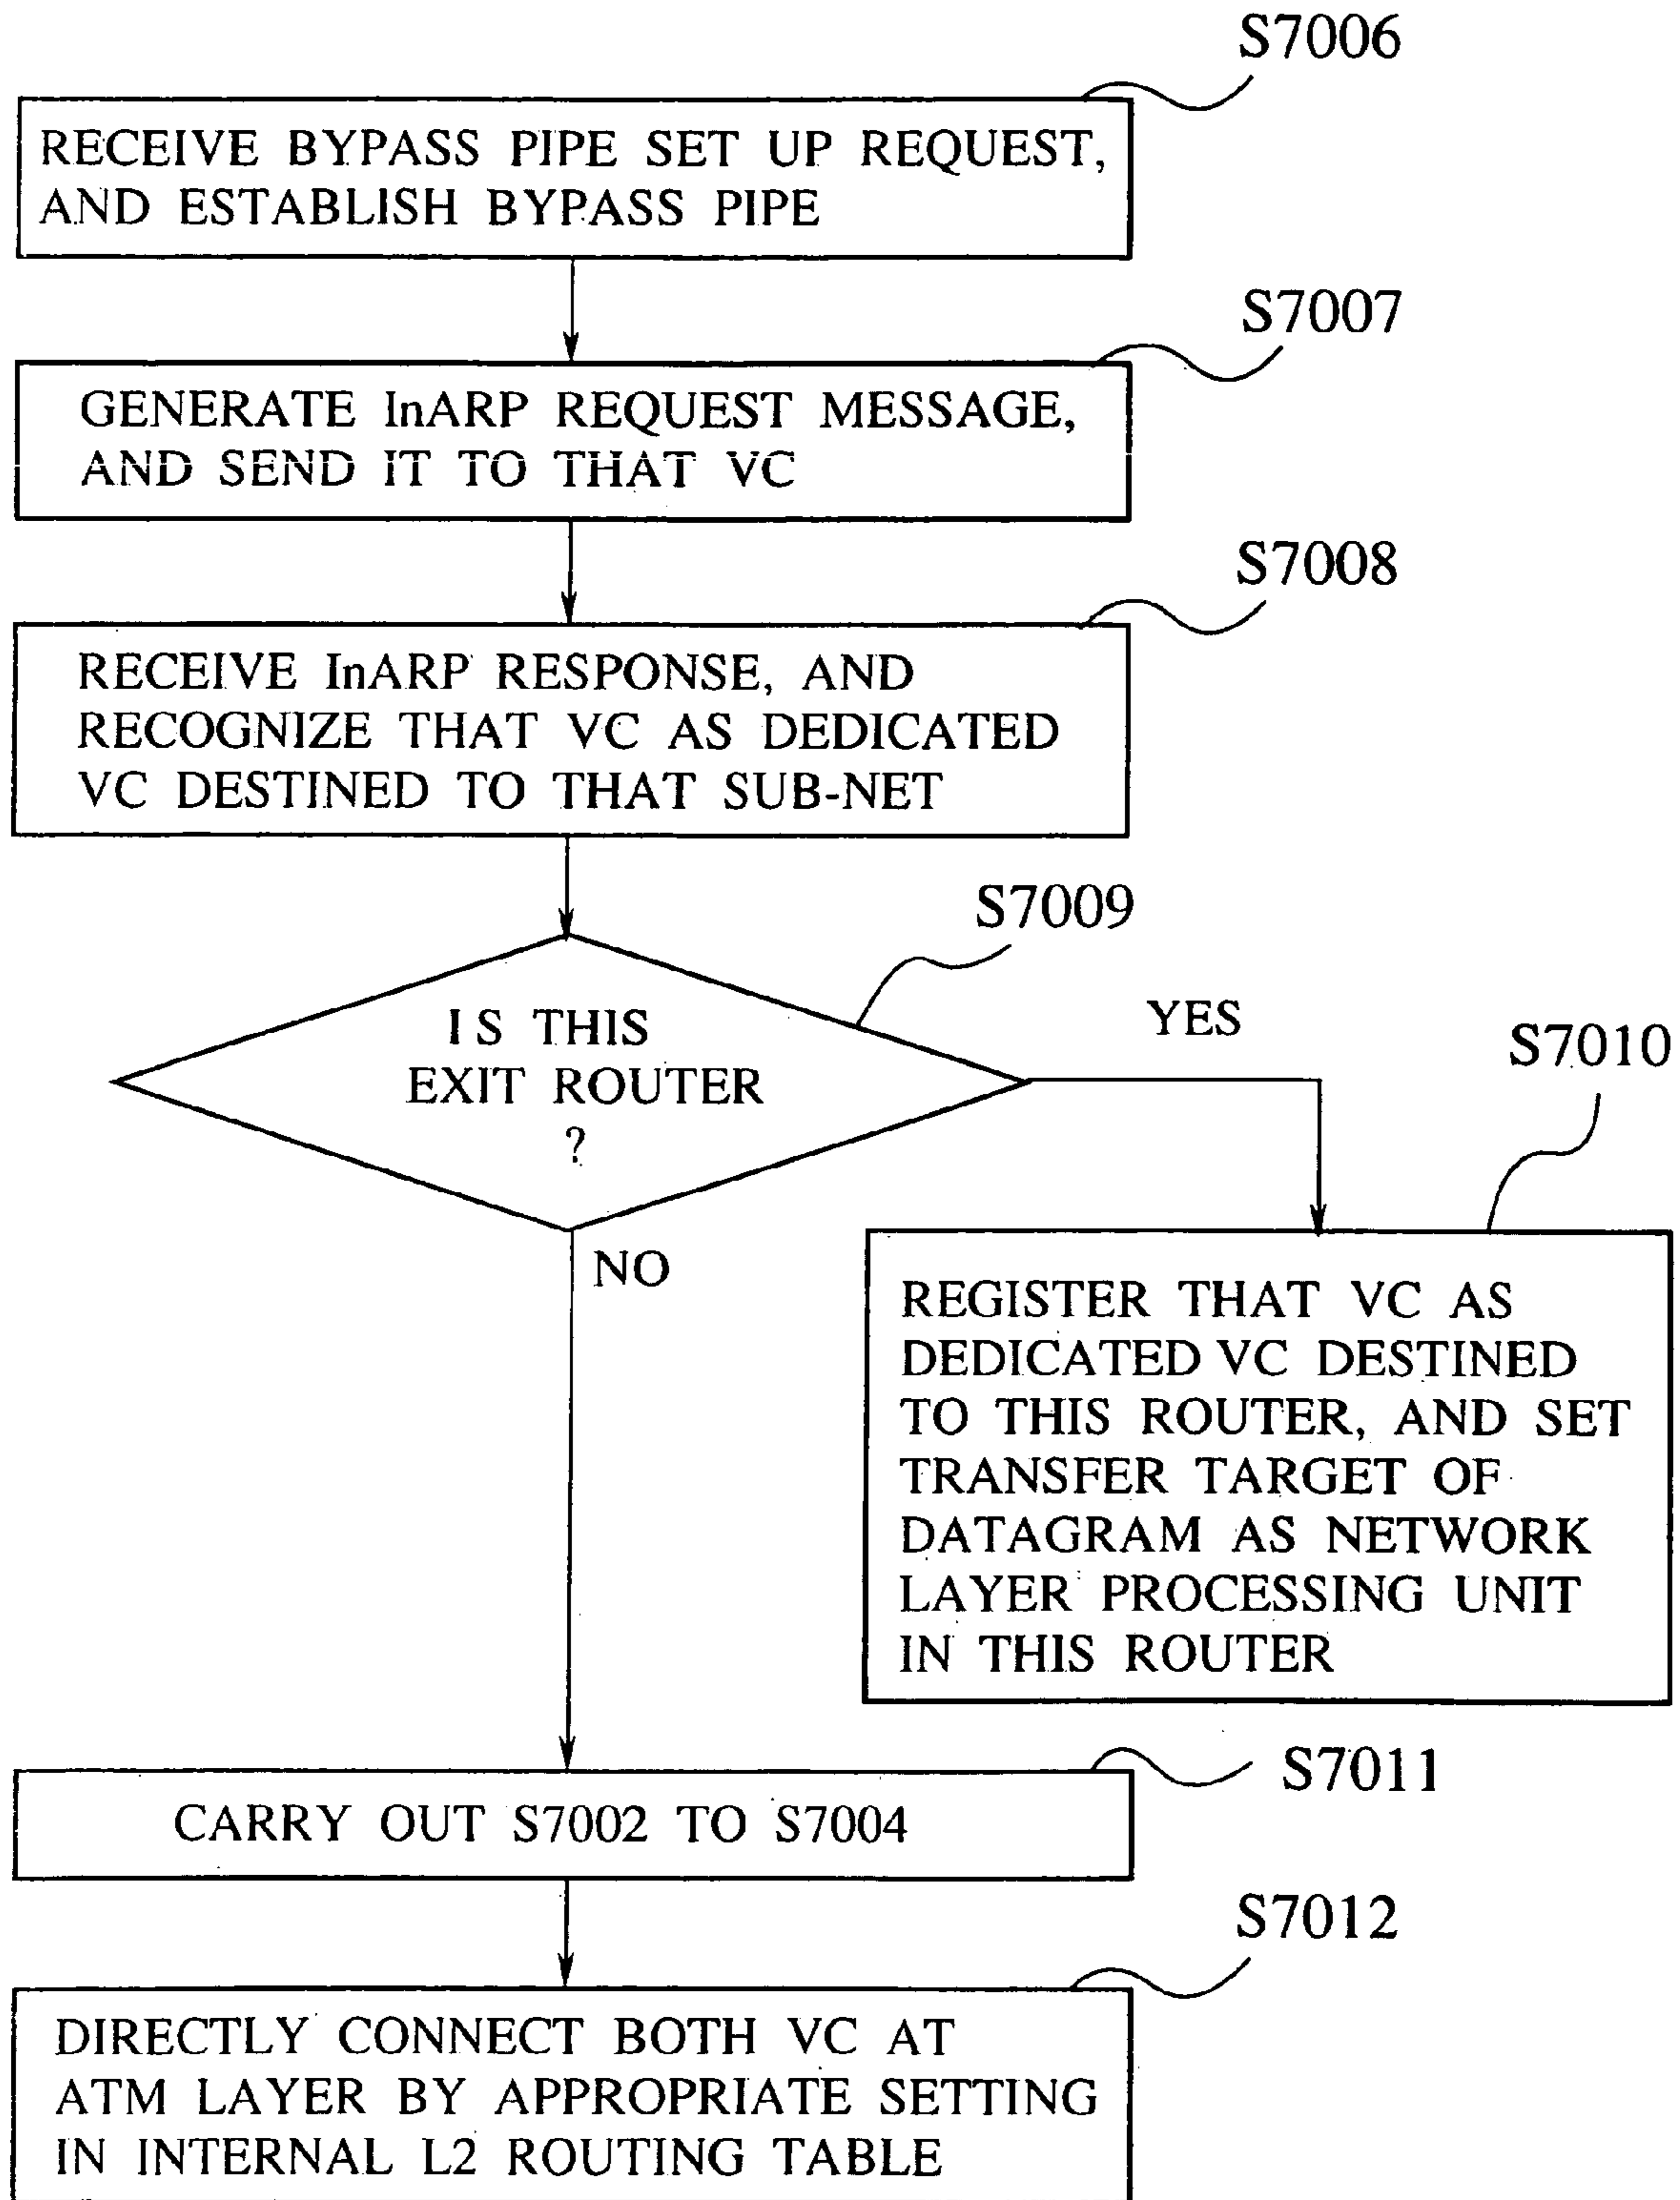 S7006
RECEIVE BYPASS PIPE SET UP REQUEST,
AND ESTABLISH BYPASS PIPE
S7007
GENERATE InARP REQUEST MESSAGE,
AND SEND IT TO THAT VC
S7008
RECEIVE InARP RESPONSE, AND
RECOGNIZE THAT VC AS DEDICATED
VC DESTINED TO THAT SUB-NET
S7009
IS THIS
EXIT ROUTER
?
YES
S7010
NO
REGISTER THAT VC AS
DEDICATED VC DESTINED
TO THIS ROUTER, AND SET
TRANSFER TARGET OF
DATAGRAM AS NETWORK
LAYER PROCESSING UNIT
IN THIS ROUTER
S7011
CARRY OUT S7002 TO S7004
S7012
DIRECTLY CONNECT BOTH VC AT
ATM LAYER BY APPROPRIATE SETTING
IN INTERNAL L2 ROUTING TABLE